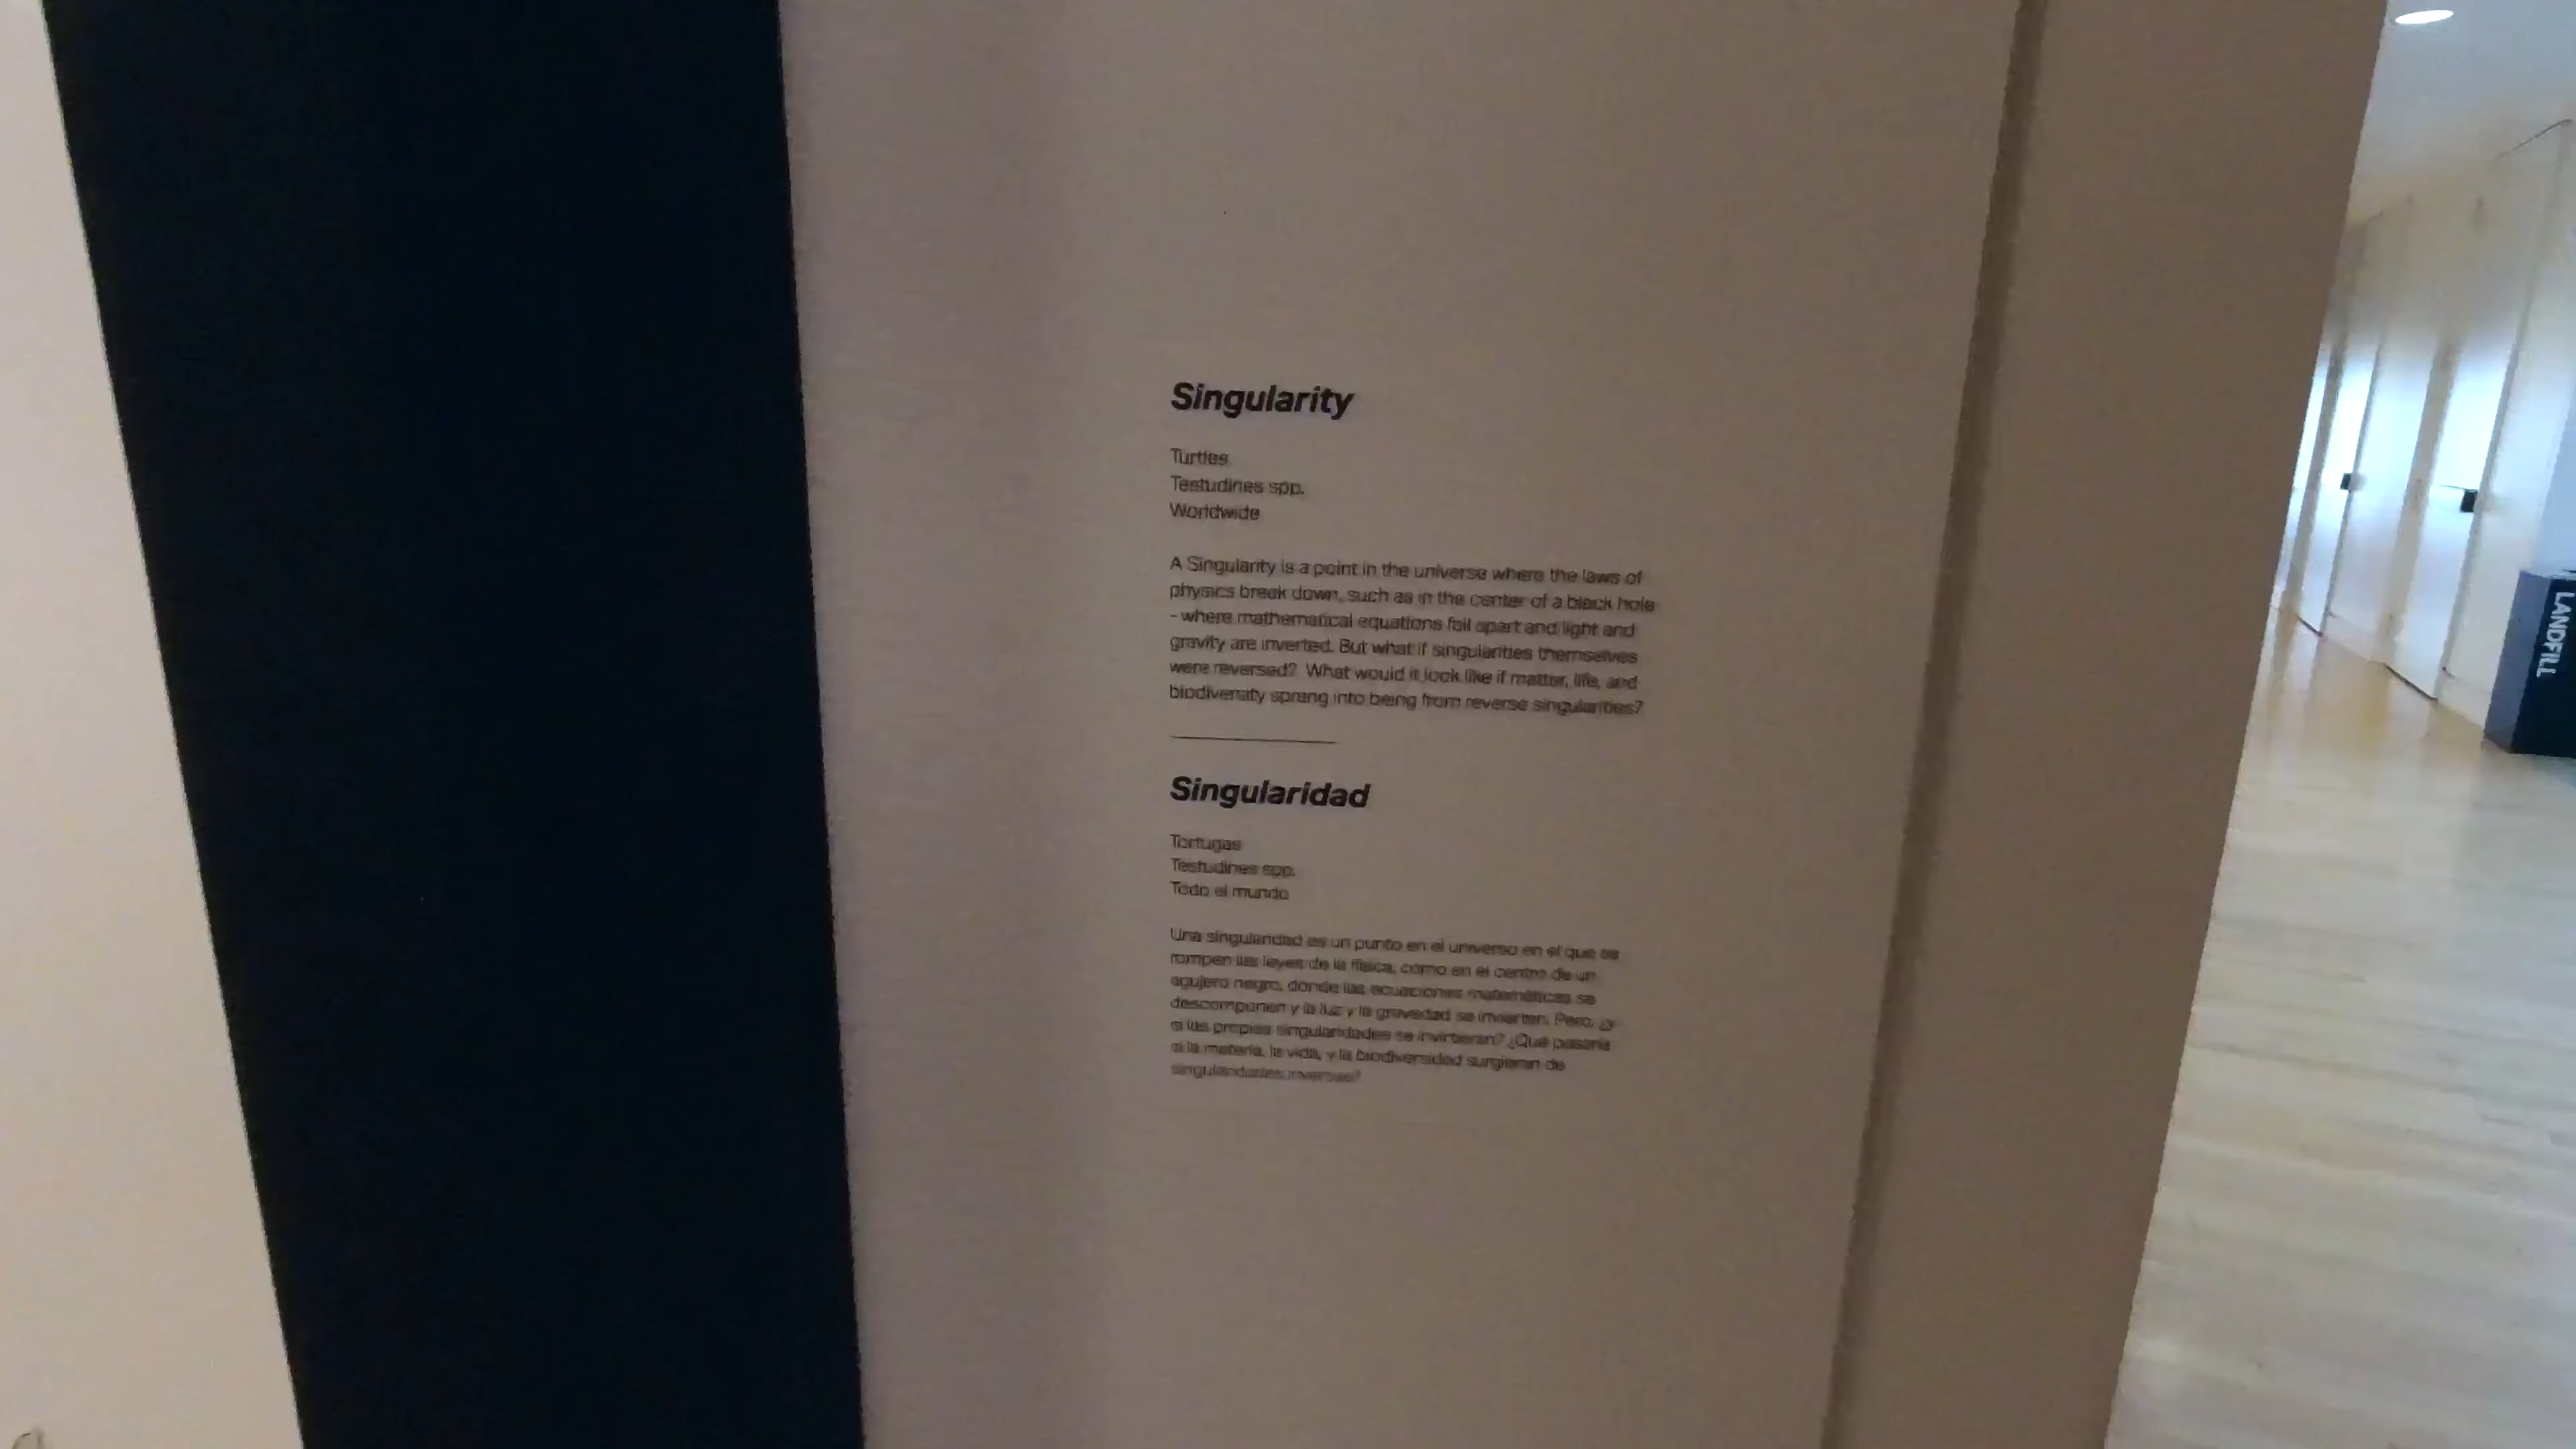 Singularity
Turtles
Testudines spp.
Worldwide
A Singularity is a point in the universe where the laws of
physics break down, such as in the center of a black hole
- where mathematical equations fall apart and light and
gravity are inverted. But what if singularities themselves
were reversed? What would it look like if matter, life, and
biodiversity sprang into being from reverse singularities?
Singularidad
Tortugas
Testudines spp.
Todo el mundo
Una singularidad es un punto en el universo en el que se
rompen las leyes de la física, como en el centro de un
agujero negro, donde las ecuaciones matemáticas se
descomponen y la luz y la gravedad se invierten. Pero, ¿y
si las propias singularidades se invirtieran? ¿Qué pasaría
si la materia, la vida, y la biodiversidad surgieran de
singularidades inversas?
LANDFILL